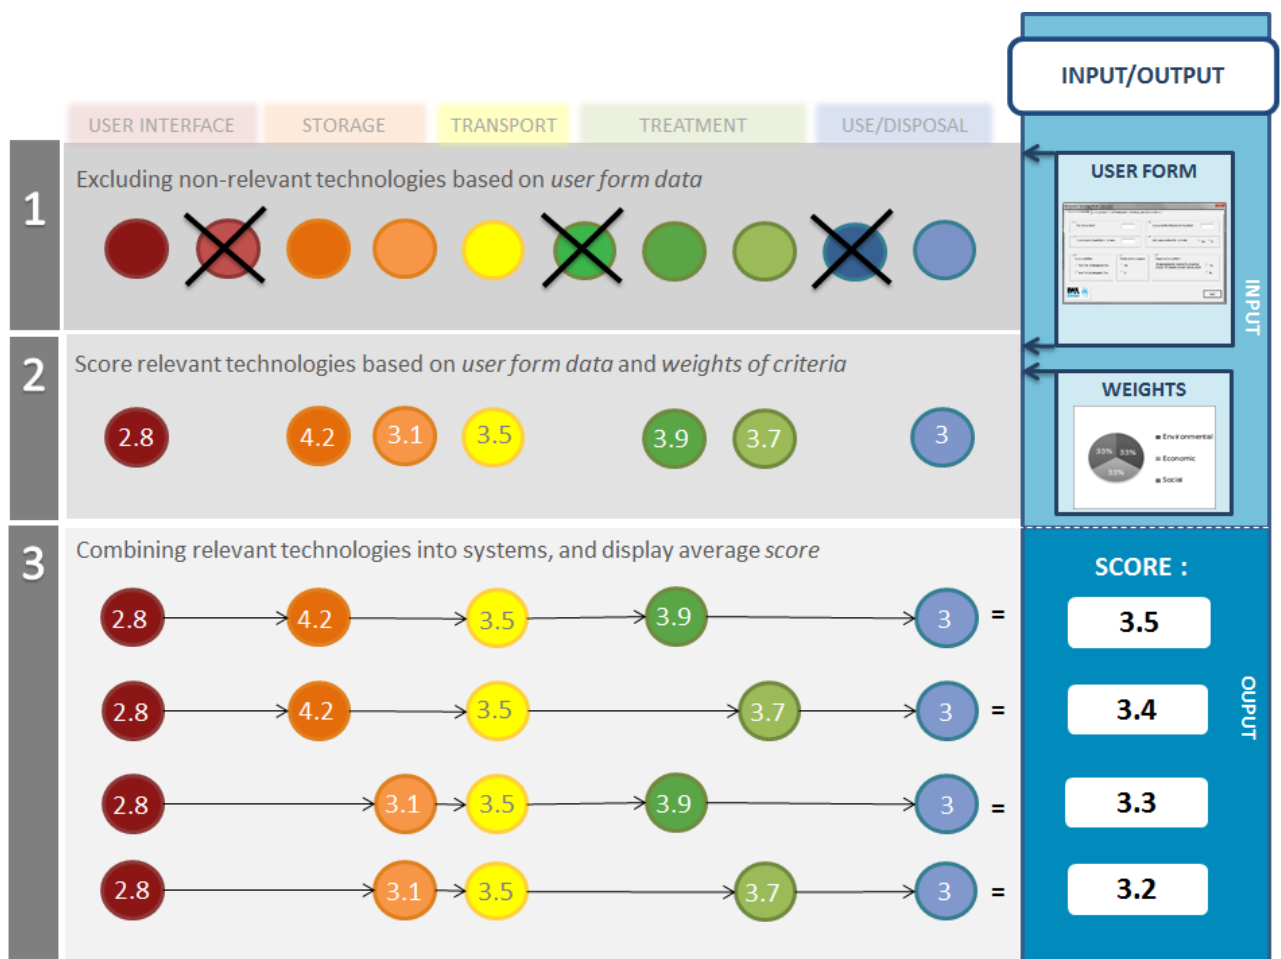 INPUT/OUTPUT
USER INTERFACE
STORAGE
TRANSPORT
TREATMENT
USE/DISPOSAL
1
Excluding non-relevant technologies based on user form data
USER FORM
INPUT
2
Score relevant technologies based on user form data and weights of criteria
2.8
4.2
3.1
3.5
3.9
3.7
3
WEIGHTS
33%
33%
33%
Environmental
Economic
Social
3
Combining relevant technologies into systems, and display average score
SCORE :
2.8
4.2
3.5
3.9
3
=
3.5
2.8
4.2
3.5
3.7
3
=
3.4
OUPUT
2.8
3.1
3.5
3.9
3
=
3.3
2.8
3.1
3.5
3.7
3
=
3.2